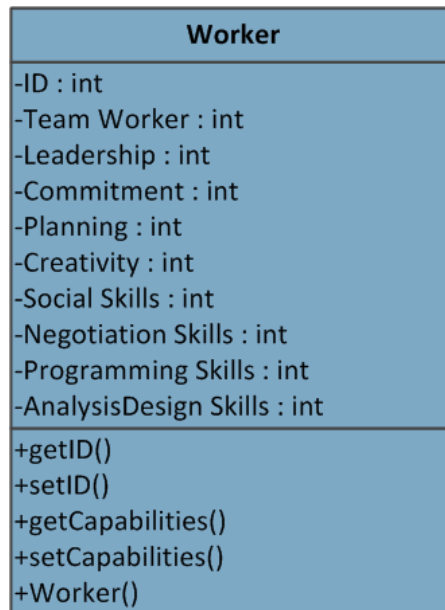 Worker
-ID : int
-Team Worker : int
-Leadership : int
-Commitment : int
-Planning : int
-Creativity : int
-Social Skills : int
-Negotiation Skills : int
-Programming Skills : int
-AnalysisDesign Skills : int
+getID()
+setID()
+getCapabilities()
+setCapabilities()
+Worker()